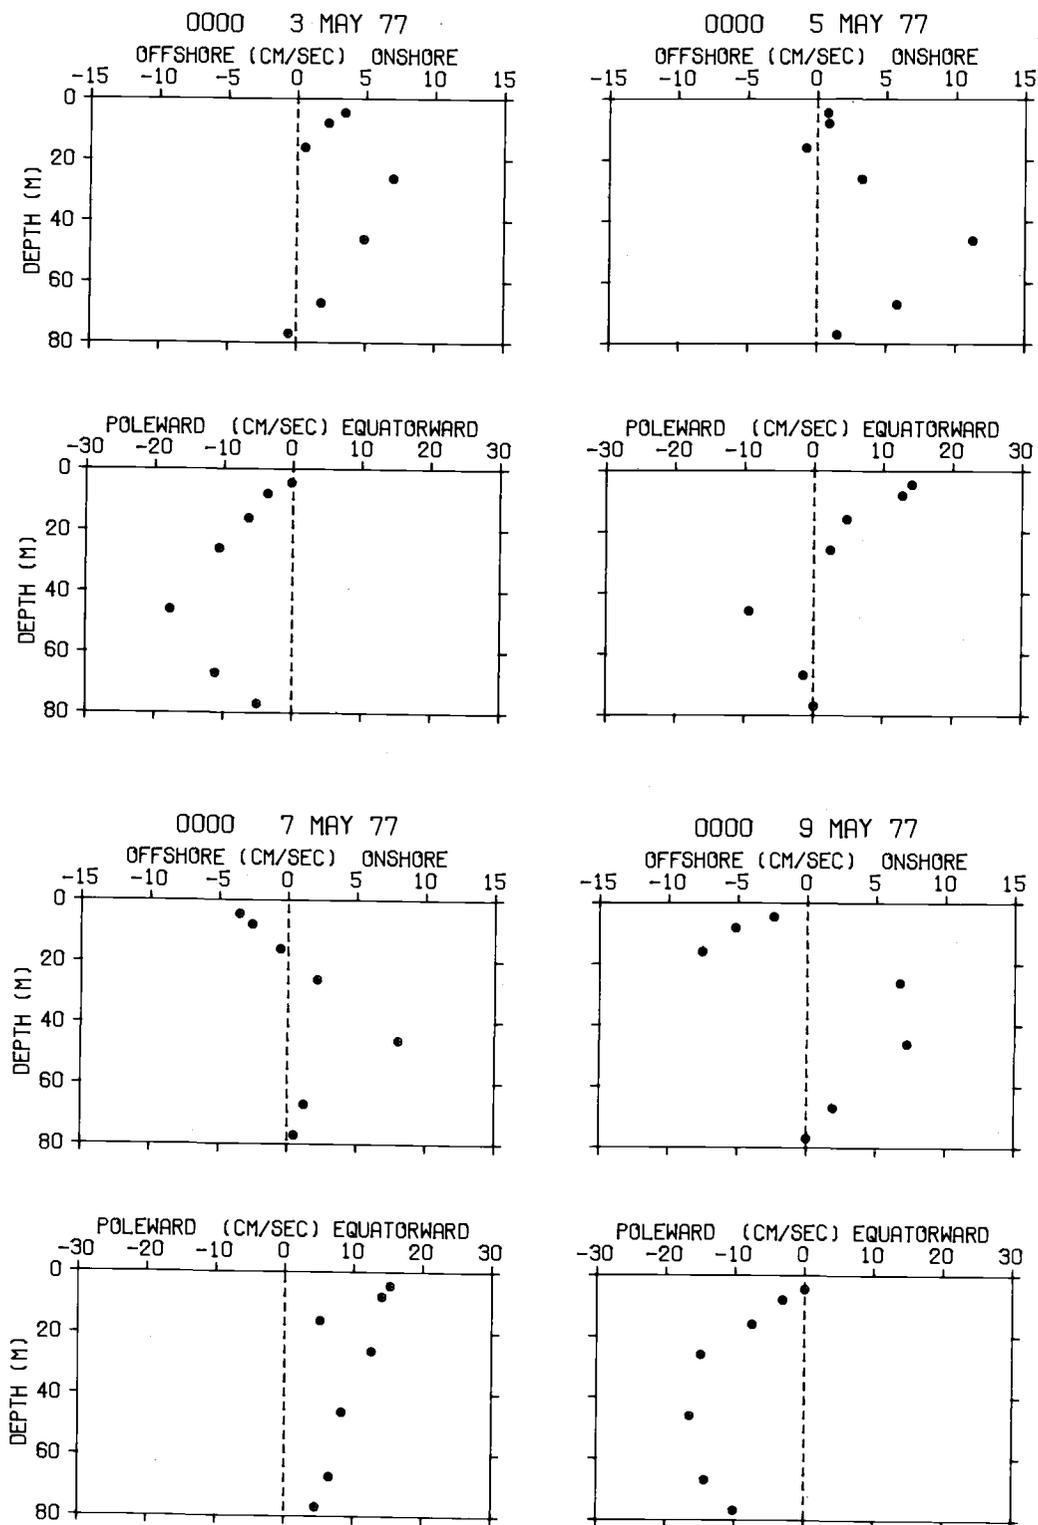 0000 3 MAY 77
OFFSHORE (CM/SEC) ONSHORE
-15 -10 -5 0 5 10 15
0
20
40
60
80
DEPTH (M)
POLEWARD (CM/SEC) EQUATORWARD
-30 -20 -10 0 10 20 30
0
20
40
60
80
DEPTH (M)
0000 5 MAY 77
OFFSHORE (CM/SEC) ONSHORE
-15 -10 -5 0 5 10 15
POLEWARD (CM/SEC) EQUATORWARD
-30 -20 -10 0 10 20 30
0000 7 MAY 77
OFFSHORE (CM/SEC) ONSHORE
-15 -10 -5 0 5 10 15
0
20
40
60
80
DEPTH (M)
POLEWARD (CM/SEC) EQUATORWARD
-30 -20 -10 0 10 20 30
0
20
40
60
80
DEPTH (M)
0000 9 MAY 77
OFFSHORE (CM/SEC) ONSHORE
-15 -10 -5 0 5 10 15
POLEWARD (CM/SEC) EQUATORWARD
-30 -20 -10 0 10 20 30